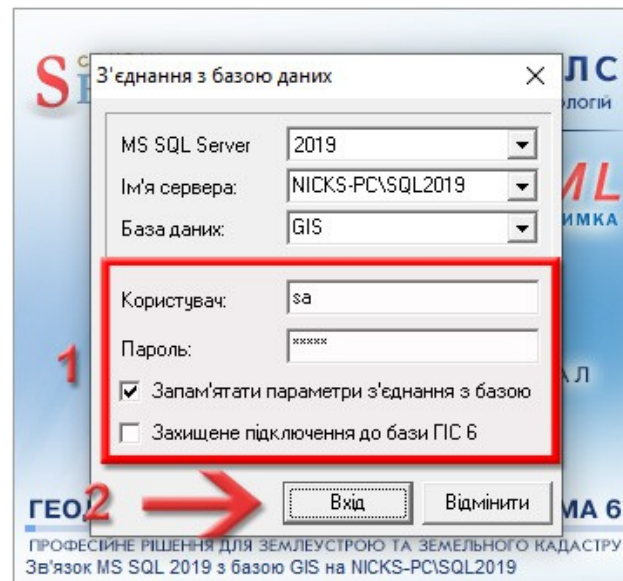 З'єднання з базою даних
ЛС
логій
MS SQL Server 2019
Ім'я сервера: NICKS-PC\SQL2019
ML
База даних: GIS
ИМКА
Користувач: sa
Пароль: *****
1
АЛ
Запам'ятати параметри з'єднання з базою
Захищене підключення до бази ГІС 6
2
Вхід Відмінити
ГЕО МА 6
ПРОФЕСІЙНЕ РІШЕННЯ ДЛЯ ЗЕМЛЕУСТРОЮ ТА ЗЕМЕЛЬНОГО КАДАСТРУ
Зв'язок MS SQL 2019 з базою GIS на NICKS-PC\SQL2019